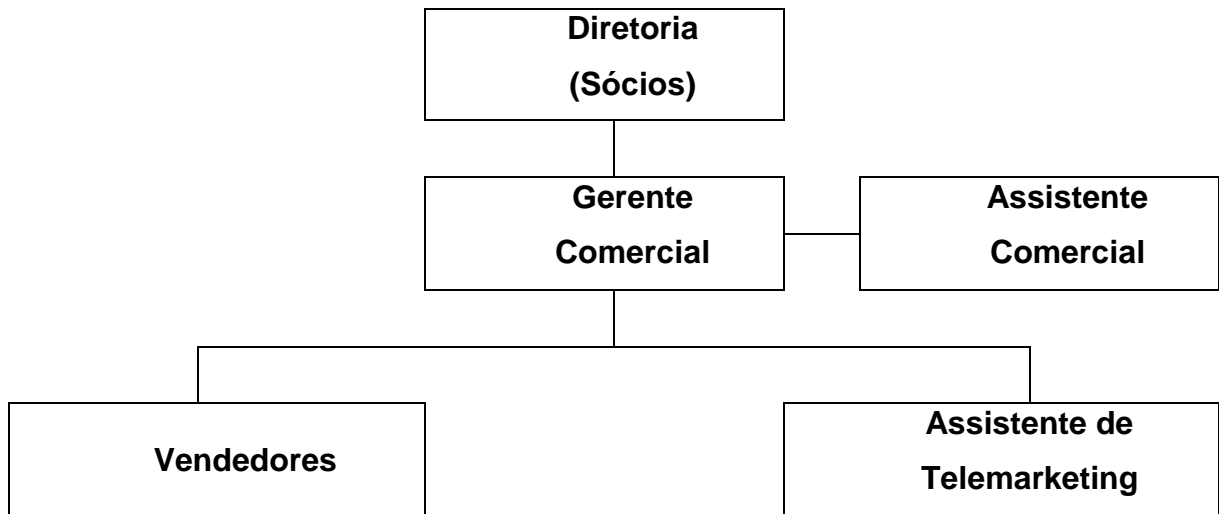 Diretoria
(Sócios)
Gerente
Comercial
Assistente
Comercial
Vendedores
Assistente de
Telemarketing